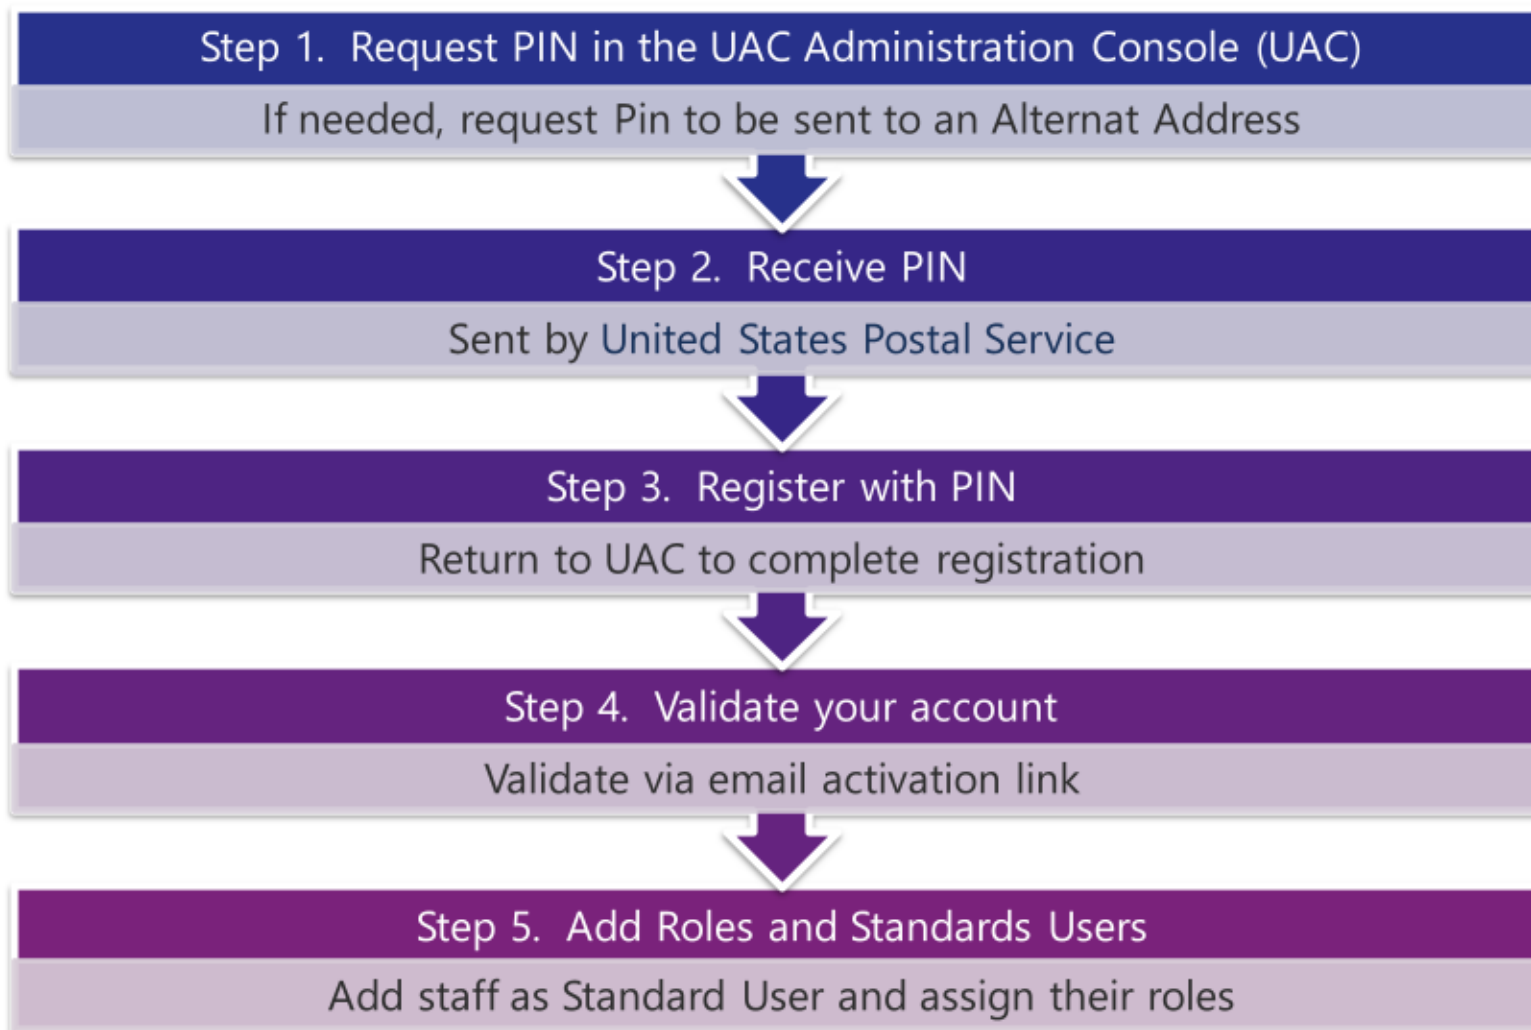 Step 1. Request PIN in the UAC Administration Console (UAC)
If needed, request Pin to be sent to an Alternat Address
Step 2. Receive PIN
Sent by United States Postal Service
Step 3. Register with PIN
Return to UAC to complete registration
Step 4. Validate your account
Validate via email activation link
Step 5. Add Roles and Standards Users
Add staff as Standard User and assign their roles